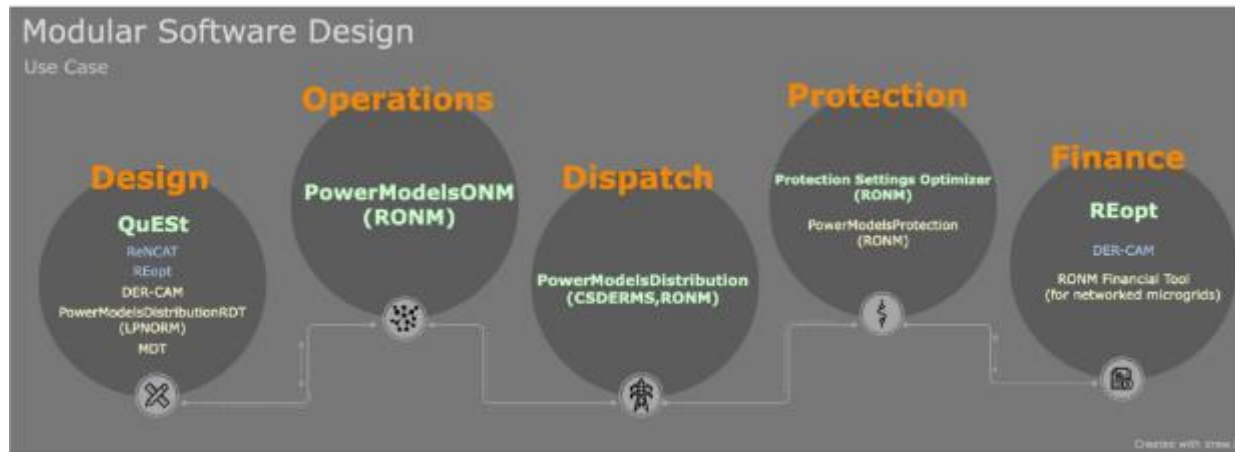 Modular Software Design
Use Case
Design
QuESt
ReNCAT
REopt
DER-CAM
PowerModelsDistributionRDT
(LPNORM)
MDT
Operations
PowerModelsONM
(RONM)
Dispatch
PowerModelsDistribution
(CSDERMS,RONM)
Protection
Protection Settings Optimizer
(RONM)
PowerModelsProtection
(RONM)
Finance
REopt
DER-CAM
RONM Financial Tool
(for networked microgrids)
Created with draw